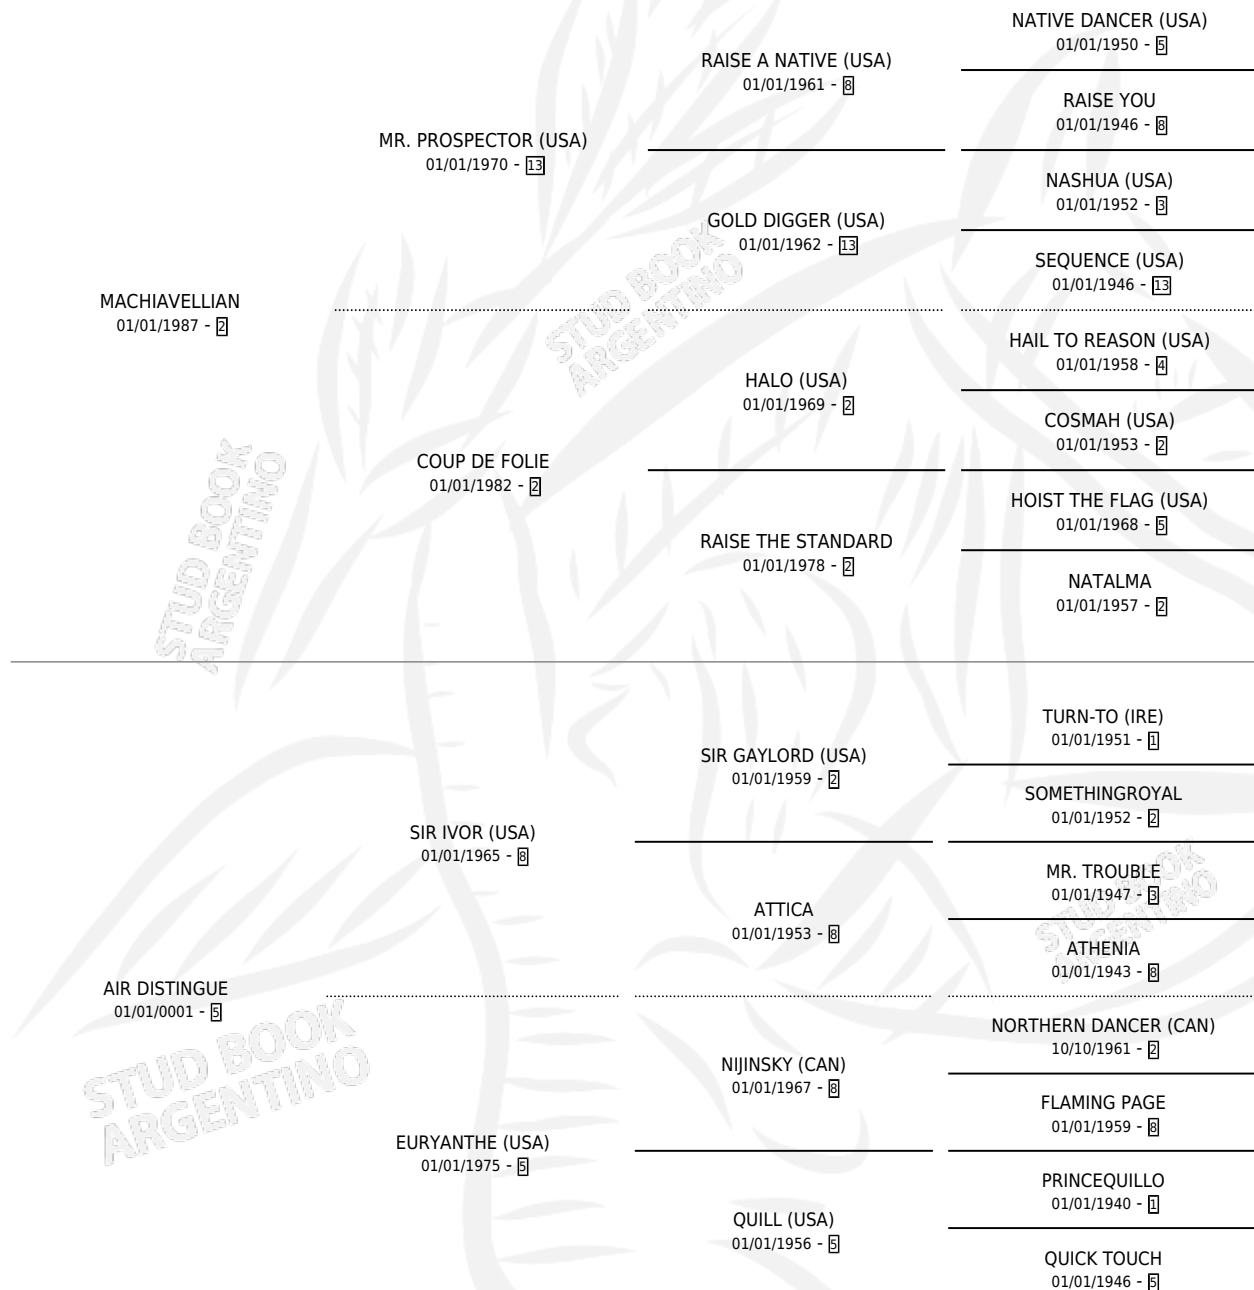 NATIVE DANCER (USA)
01/01/1950 - 5
RAISE A NATIVE (USA)
01/01/1961 - 8
RAISE YOU
01/01/1946 - 8
MR. PROSPECTOR (USA)
01/01/1970 - 13
NASHUA (USA)
01/01/1952 - 3
GOLD DIGGER (USA)
01/01/1962 - 13
SEQUENCE (USA)
01/01/1946 - 13
MACHIAVELLIAN
01/01/1987 - 2
STUD BOOK
ARGENTINO
HAIL TO REASON (USA)
01/01/1958 - 4
HALO (USA)
01/01/1969 - 2
COSMAH (USA)
01/01/1953 - 2
COUP DE FOLIE
01/01/1982 - 2
HOIST THE FLAG (USA)
01/01/1968 - 5
RAISE THE STANDARD
01/01/1978 - 2
NATALMA
01/01/1957 - 2
STUD BOOK
ARGENTINO
TURN-TO (IRE)
01/01/1951 - 1
SIR GAYLORD (USA)
01/01/1959 - 2
SOMETHINGROYAL
01/01/1952 - 2
SIR IVOR (USA)
01/01/1965 - 8
MR. TROUBLE
01/01/1947 - 3
ATTICA
01/01/1953 - 8
ATHENIA
01/01/1943 - 8
STUD BOOK
ARGENTINO
AIR DISTINGUE
01/01/0001 - 5
NORTHERN DANCER (CAN)
10/10/1961 - 2
NIJINSKY (CAN)
01/01/1967 - 8
FLAMING PAGE
01/01/1959 - 8
STUD BOOK
ARGENTINO
EURYANTHE (USA)
01/01/1975 - 5
PRINCEQUILLO
01/01/1940 - 1
QUILL (USA)
01/01/1956 - 5
QUICK TOUCH
01/01/1946 - 5